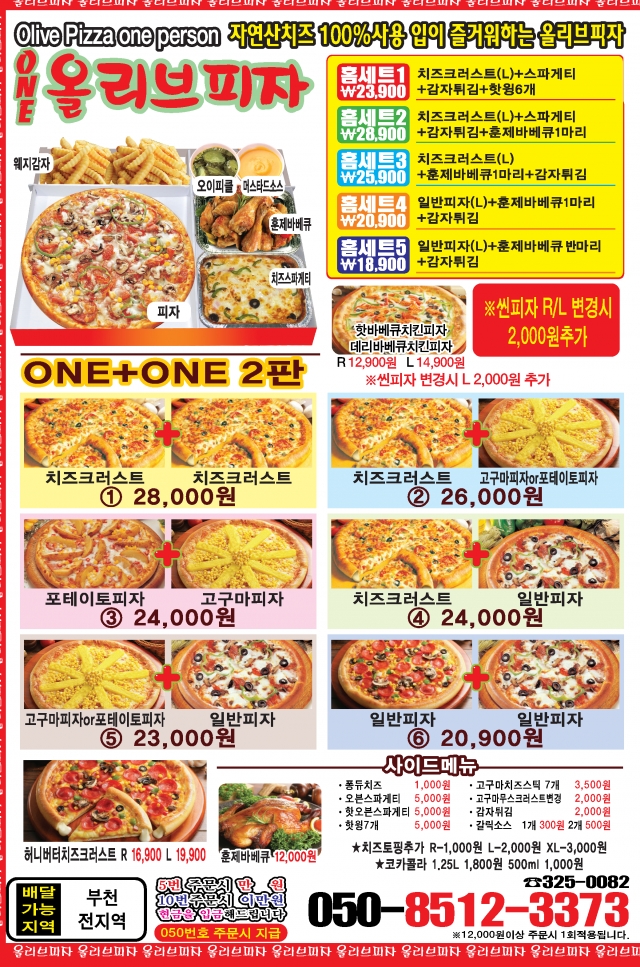 Olive Pizza one person 자연산치즈 100%사용 입이 즐거워하는 올리브피자
ONE 올리브피자
웨지감자
오이피클
머스타드소스
훈제바베큐
치즈스파게티
피자
홈세트1 ₩23,900 치즈크러스트(L)+스파게티
+감자튀김+핫윙6개
홈세트2 ₩28,900 치즈크러스트(L)+스파게티
+감자튀김+훈제바베큐1마리
홈세트3 ₩25,900 치즈크러스트(L)
+훈제바베큐1마리+감자튀김
홈세트4 ₩20,900 일반피자(L)+훈제바베큐1마리
+감자튀김
홈세트5 ₩18,900 일반피자(L)+훈제바베큐 반마리
+감자튀김
핫바베큐치킨피자
데리바베큐치킨피자
R 12,900원 L 14,900원
※씬피자 R/L 변경시
2,000원추가
※씬피자 변경시 L 2,000원 추가
ONE+ONE 2판
치즈크러스트 + 치즈크러스트
① 28,000원
치즈크러스트 + 고구마피자or포테이토피자
② 26,000원
포테이토피자 + 고구마피자
③ 24,000원
치즈크러스트 + 일반피자
④ 24,000원
고구마피자or포테이토피자 + 일반피자
⑤ 23,000원
일반피자 + 일반피자
⑥ 20,900원
허니버터치즈크러스트 R 16,900 L 19,900
훈제바베큐 12,000원
사이드메뉴
· 퐁듀치즈 1,000원
· 오븐스파게티 5,000원
· 핫오븐스파게티 5,000원
· 핫윙7개 5,000원
· 고구마치즈스틱 7개 3,500원
· 고구마무스크러스트변경 2,000원
· 감자튀김 2,000원
· 갈릭소스 1개 300원 2개 500원
★치즈토핑추가 R-1,000원 L-2,000원 XL-3,000원
★코카콜라 1,25L 1,800원 500ml 1,000원
배달
가능
지역
부천
전지역
5번 주문시 만 원
10번주문시 이만원
현금을 입금해드립니다
050번호 주문시 지급
☎325-0082
050-8512-3373
※12,000원이상 주문시 1회적용됩니다.